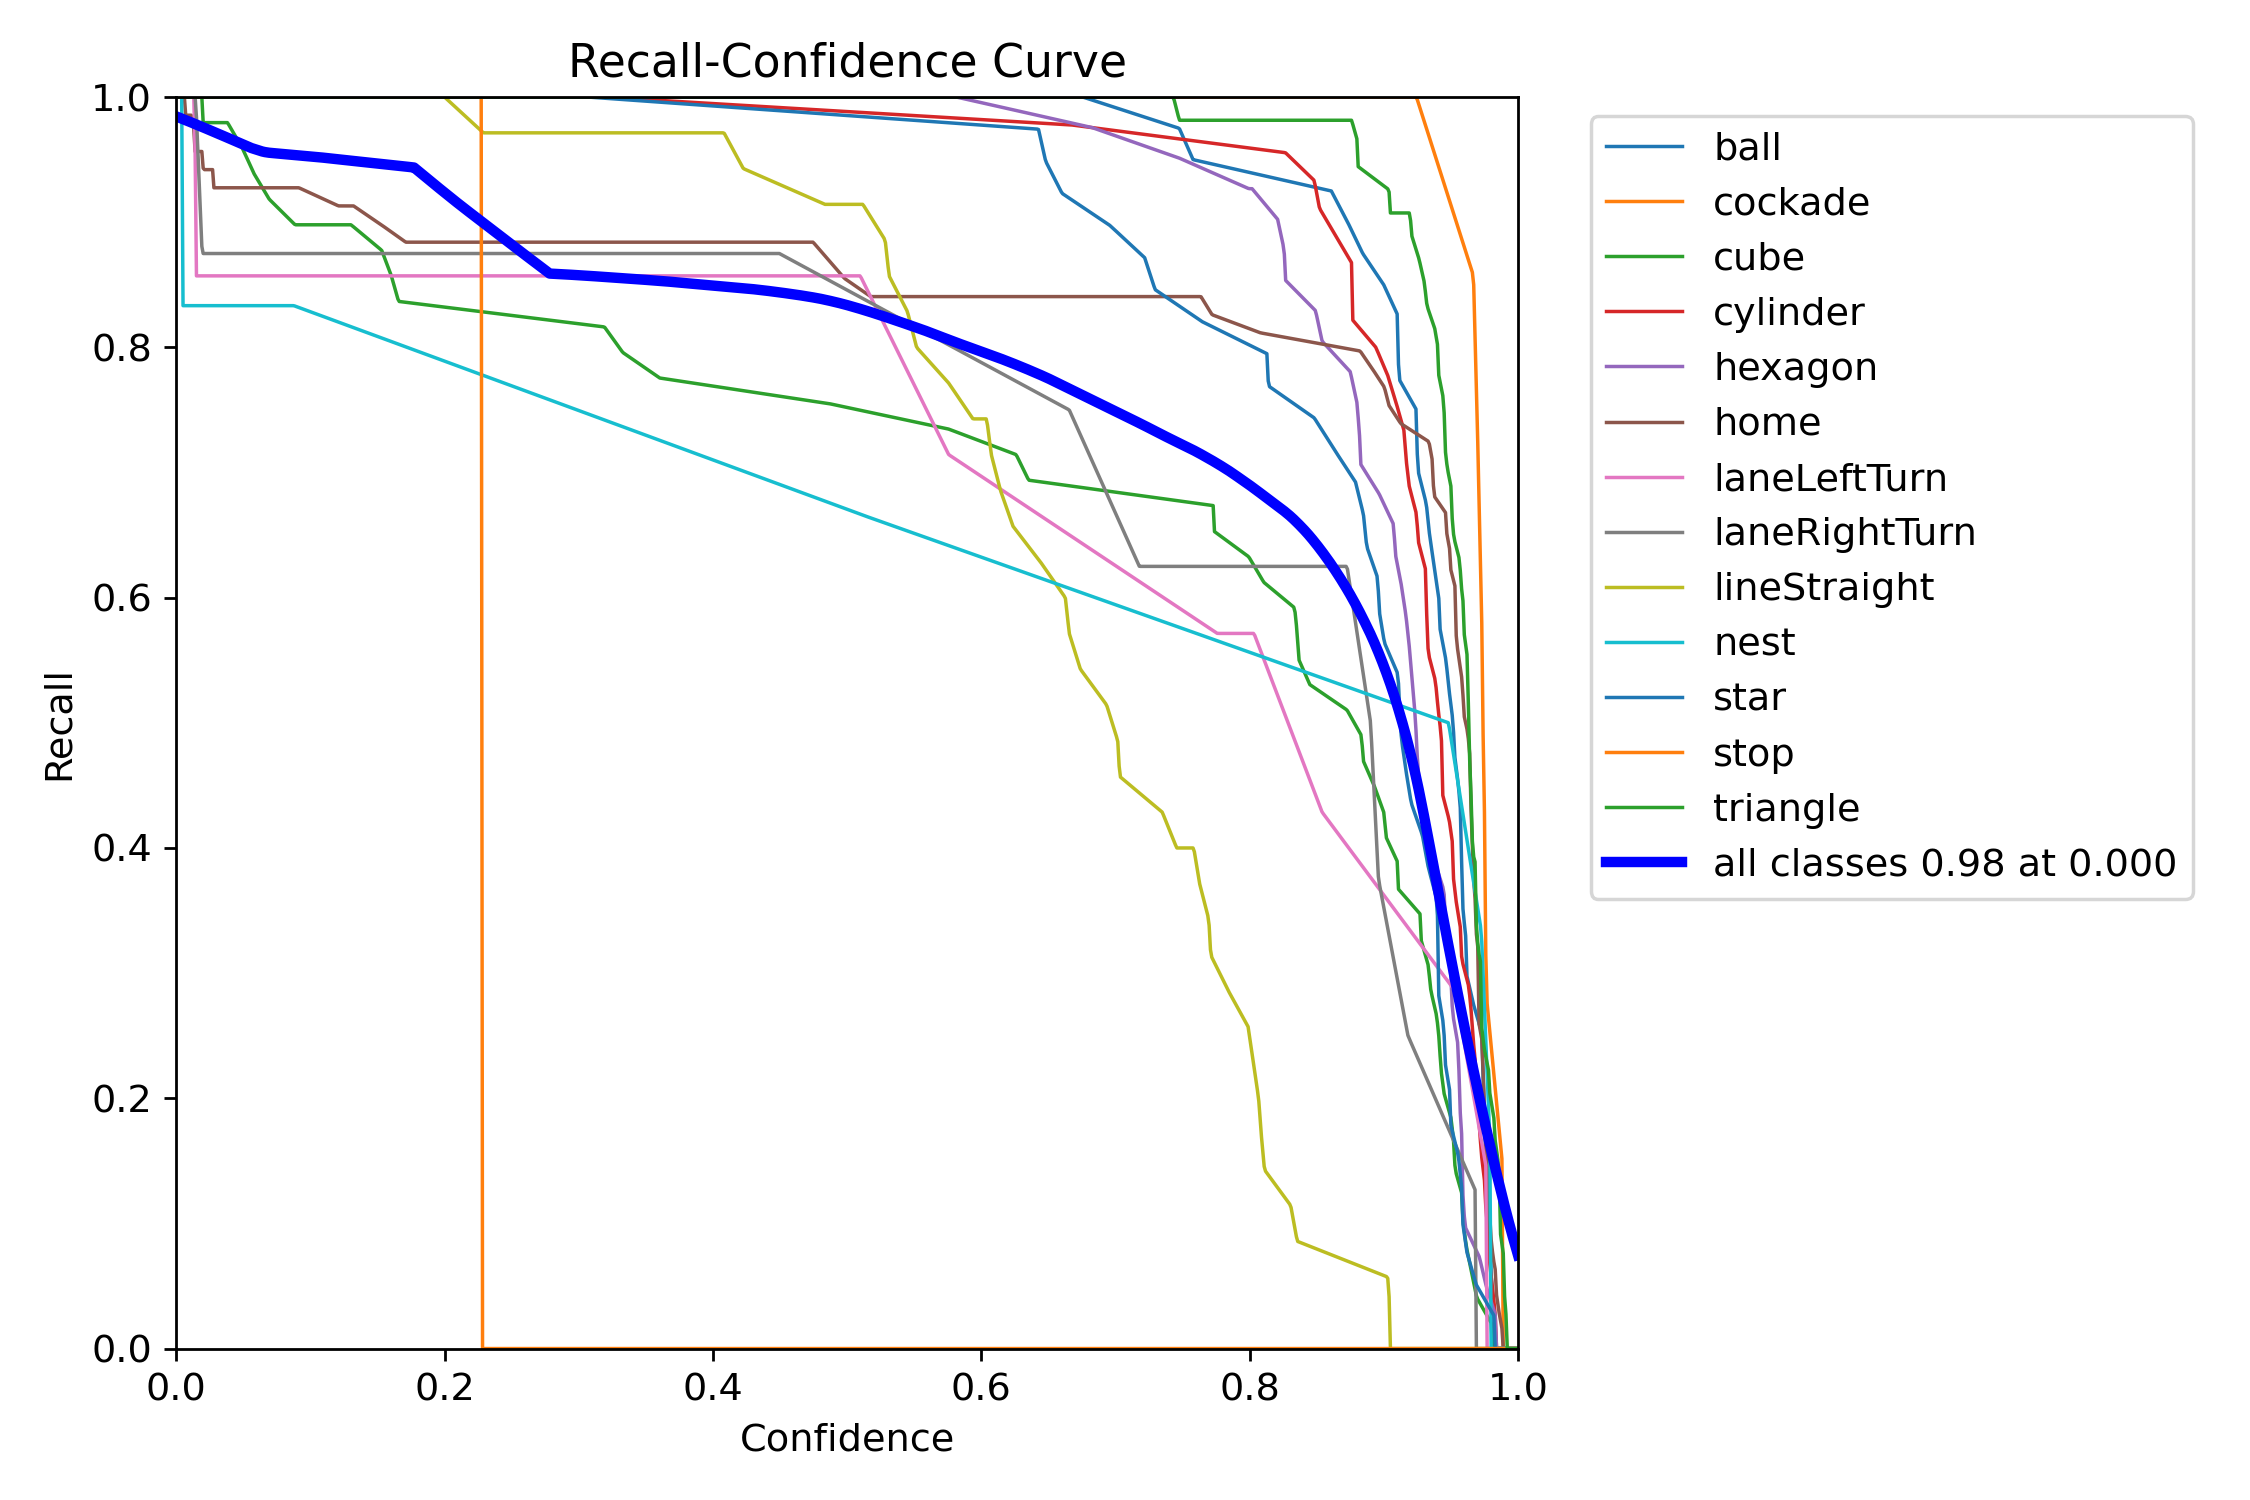 Recall-Confidence Curve
1.0
0.8
0.6
0.4
0.2
0.0
Recall
0.0 0.2 0.4 0.6 0.8 1.0
Confidence
ball
cockade
cube
cylinder
hexagon
home
laneLeftTurn
laneRightTurn
lineStraight
nest
star
stop
triangle
all classes 0.98 at 0.000